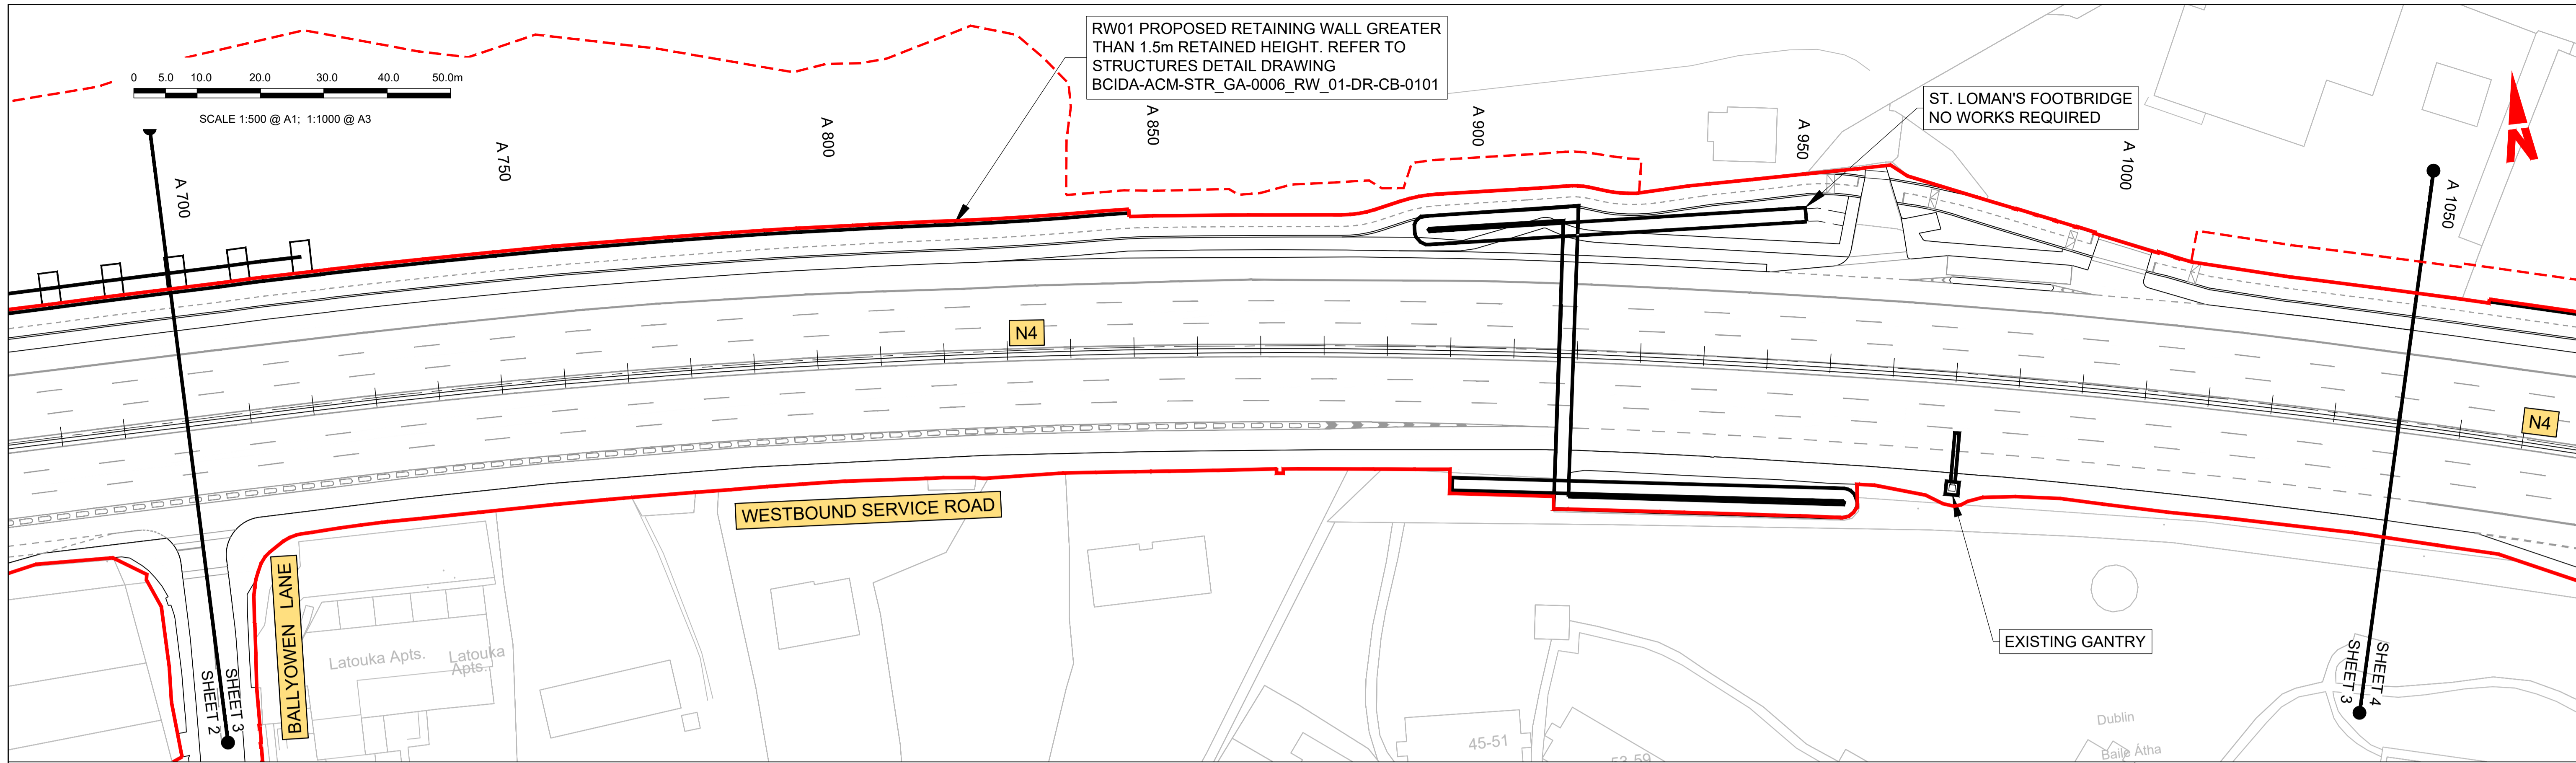 RW01 PROPOSED RETAINING WALL GREATER
THAN 1.5m RETAINED HEIGHT. REFER TO
STRUCTURES DETAIL DRAWING
BCIDA-ACM-STR_GA-0006_RW_01-DR-CB-0101
0 5.0 10.0 20.0 30.0 40.0 50.0m
SCALE 1:500 @ A1; 1:1000 @ A3
ST. LOMAN'S FOOTBRIDGE
NO WORKS REQUIRED
N
A 700
A 750
A 800
A 850
A 900
A 950
A 1000
A 1050
N4
N4
WESTBOUND SERVICE ROAD
BALLYOWEN LANE
Latouka Apts.
Latouka
Apts.
SHEET 2
SHEET 3
EXISTING GANTRY
SHEET 3
SHEET 4
45-51
53-59
Dublin
Baile Átha